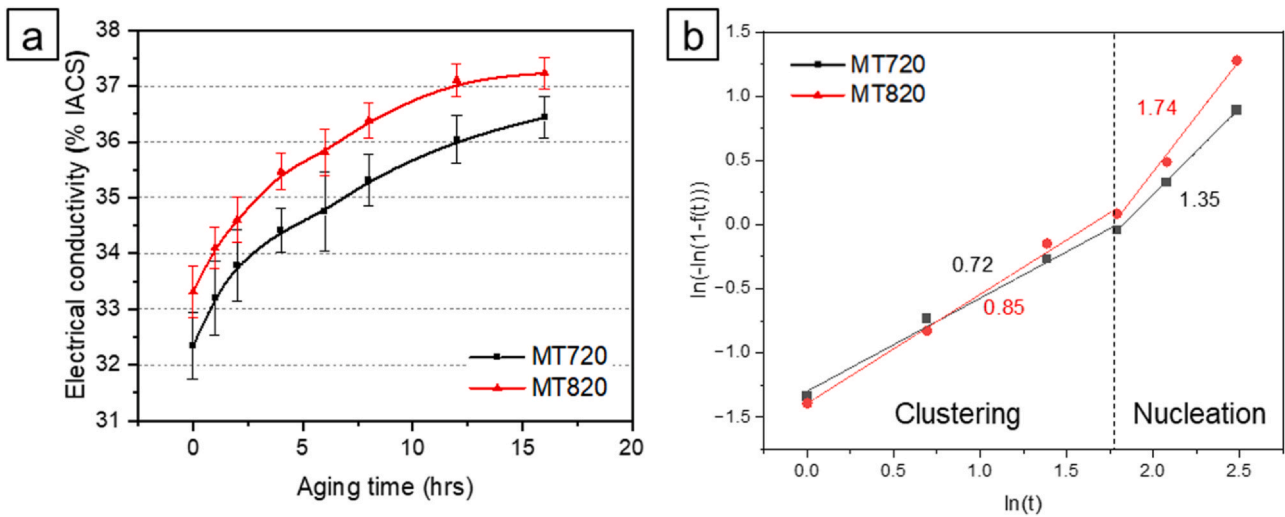 a
Electrical conductivity (% IACS)
38
37
36
35
34
33
32
31
MT720
MT820
0
5
10
15
20
Aging time (hrs)
b
ln(-ln(1-f(t)))
1.5
1.0
0.5
0.0
−0.5
−1.0
−1.5
MT720
MT820
1.74
1.35
0.72
0.85
Clustering
Nucleation
0.0
0.5
1.0
1.5
2.0
2.5
ln(t)